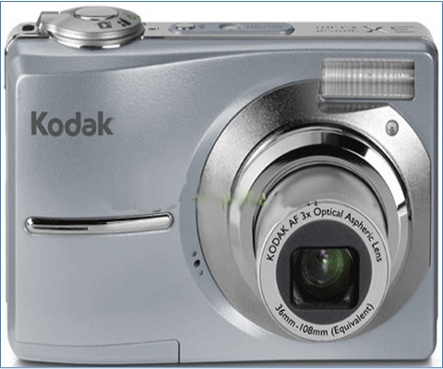 Kodak
KODAK AF 3x Optical Aspheric Lens
36mm-108mm (Equivalent)